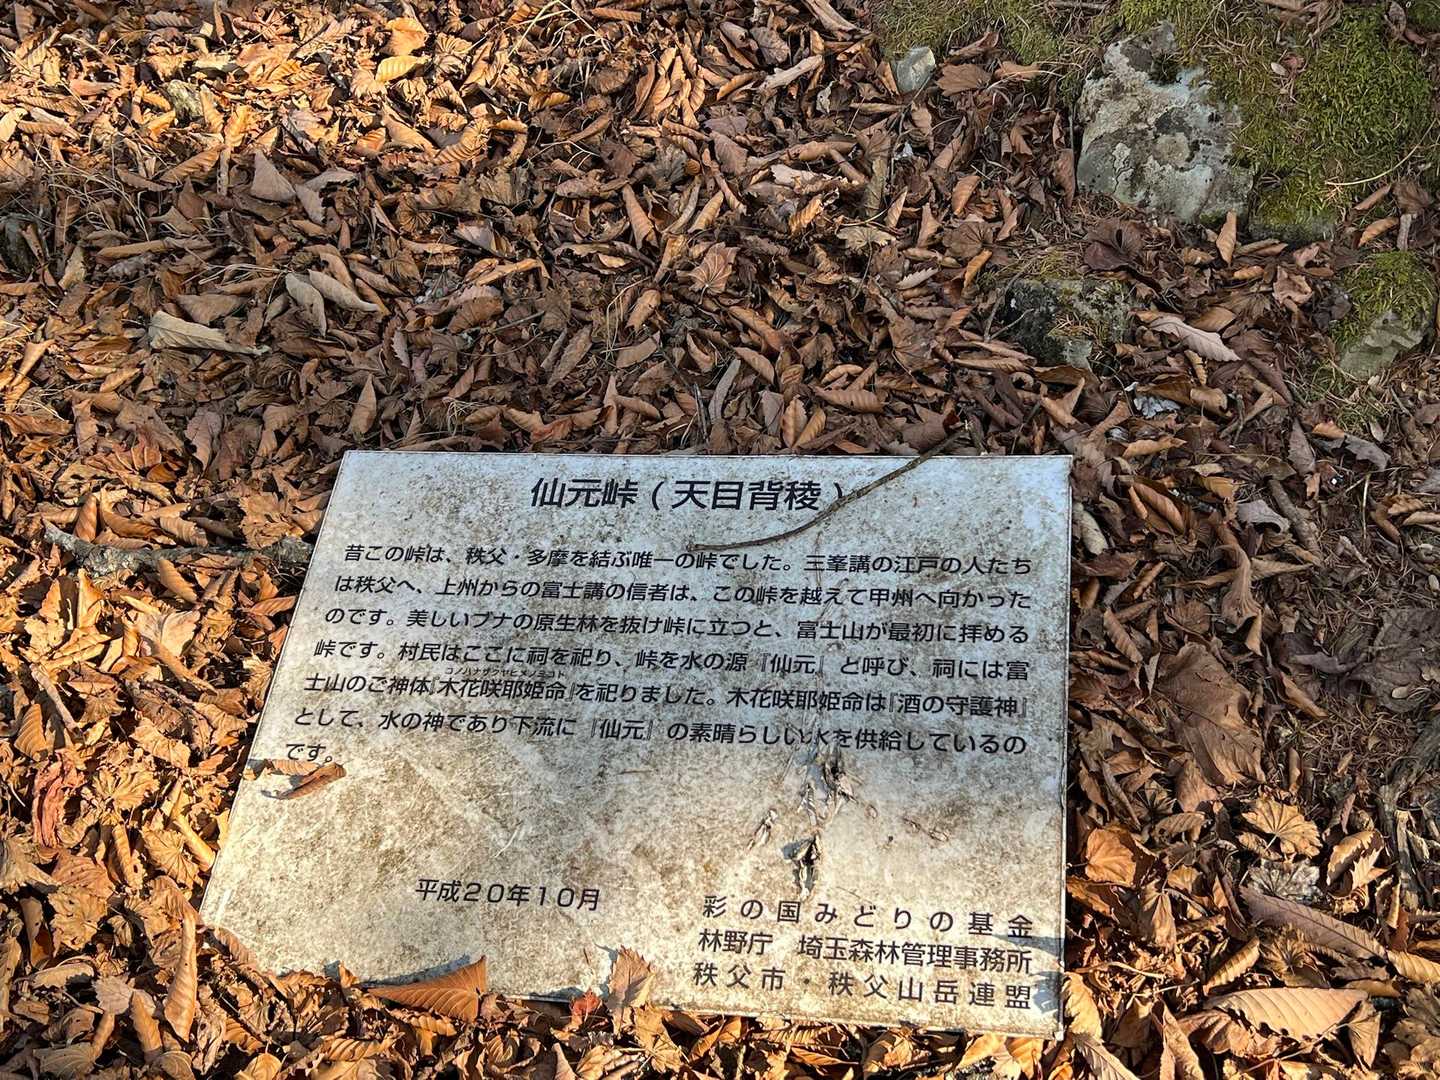 仙元峠（天目背稜）
昔この峠は、秩父・多摩を結ぶ唯一の峠でした。三峯講の江戸の人たち
は秩父へ、上州からの富士講の信者は、この峠を越えて甲州へ向かった
のです。美しいブナの原生林を抜け峠に立つと、富士山が最初に拝める
峠です。村民はここに祠を祀り、峠を水の源『仙元』と呼び、祠には富
コノハナサクヤヒメノミコト
士山のご神体『木花咲耶姫命』を祀りました。木花咲耶姫命は『酒の守護神』
として、水の神であり下流に『仙元』の素晴らしい水を供給しているの
です。
平成２０年１０月
彩の国みどりの基金
林野庁　埼玉森林管理事務所
秩父市・秩父山岳連盟